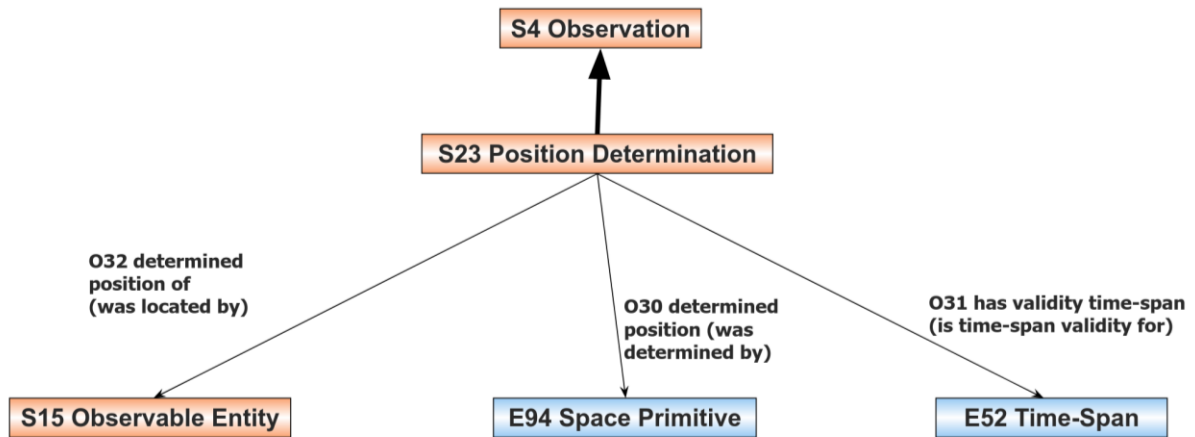 S4 Observation
S23 Position Determination
O32 determined
position of
(was located by)
O30 determined
position (was
determined by)
O31 has validity time-span
(is time-span validity for)
S15 Observable Entity
E94 Space Primitive
E52 Time-Span